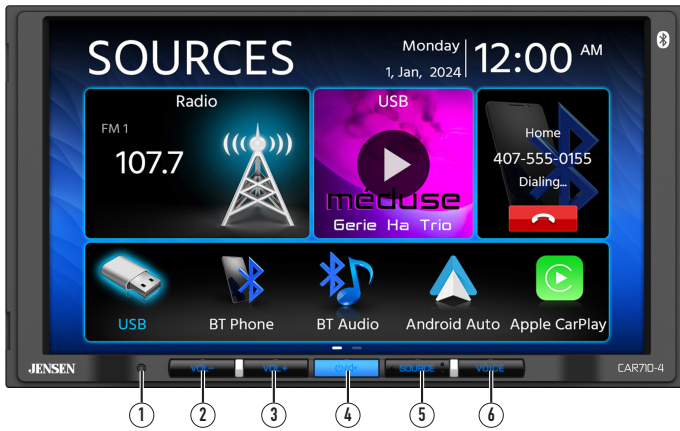 SOURCES
Monday
1, Jan, 2024
12:00 AM
Radio
FM 1
107.7
USB
méduse
Gerie Ha Trio
Home
407-555-0155
Dialing...
USB
BT Phone
BT Audio
Android Auto
Apple CarPlay
JENSEN
VOL-
VOL+
SOURCE
VOICE
CAR710-4
1
2
3
4
5
6